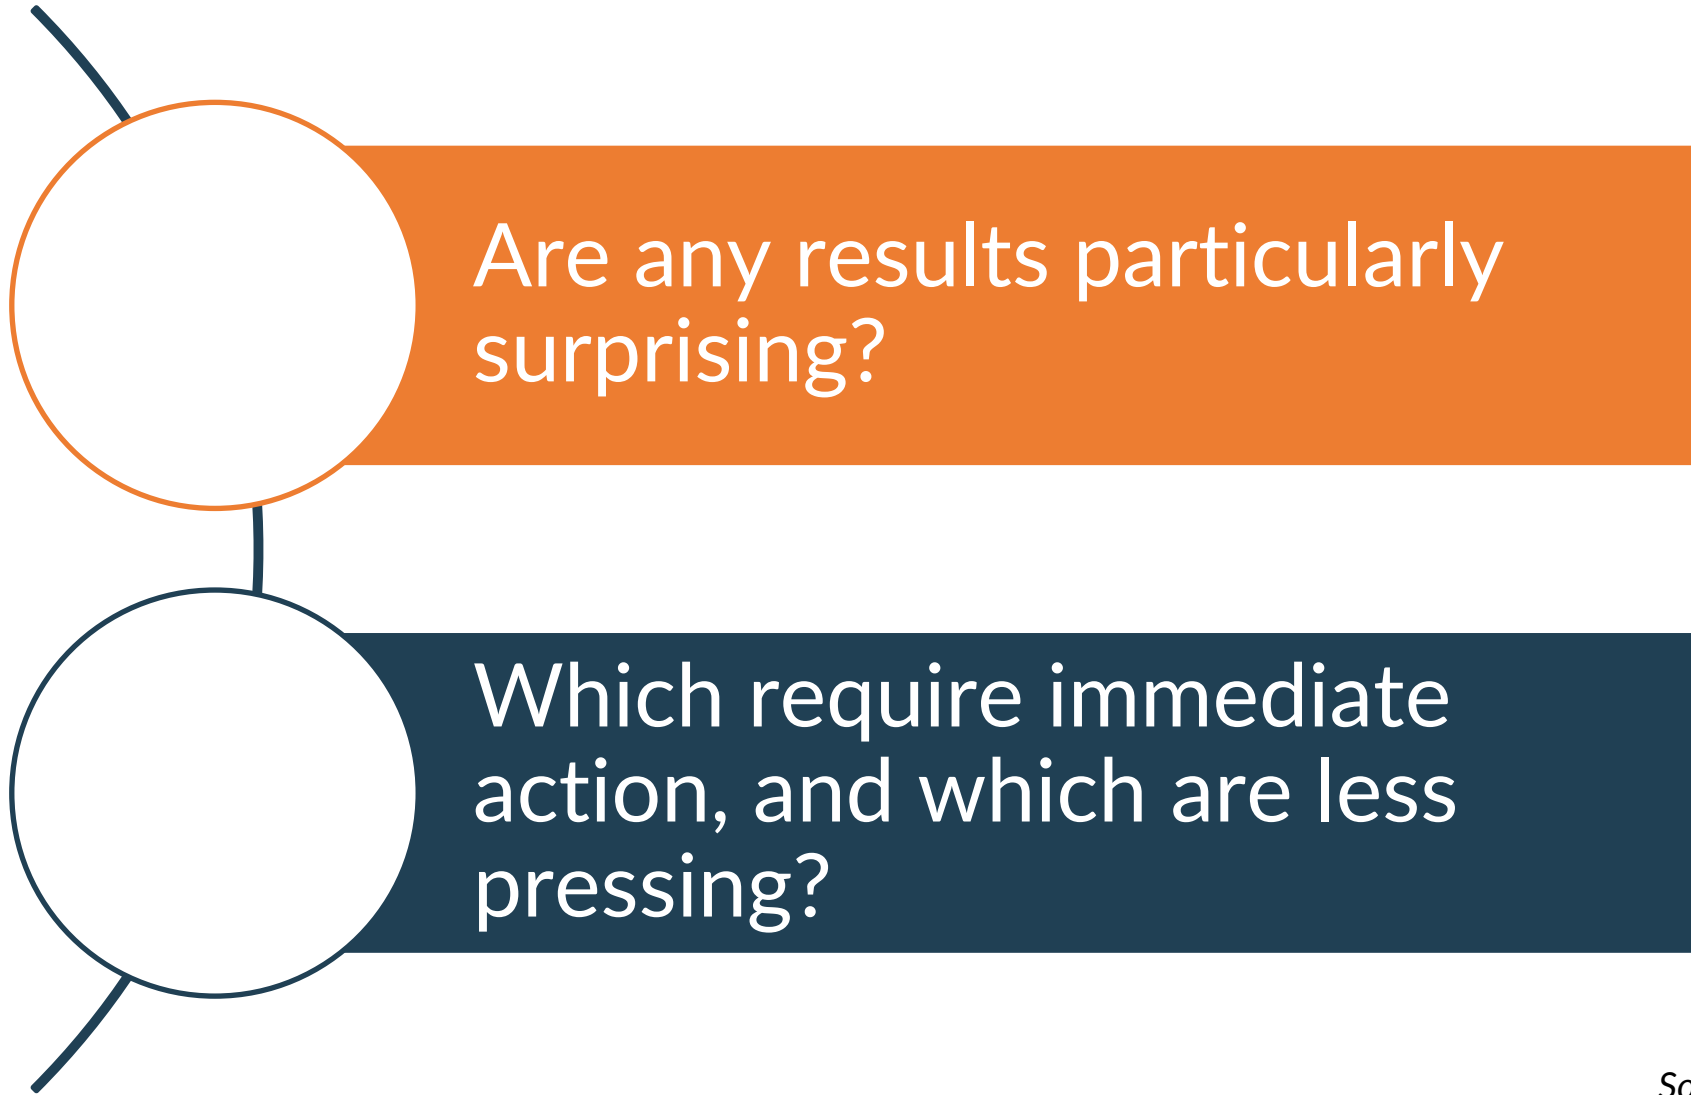 Are any results particularly
surprising?
Which require immediate
action, and which are less
pressing?